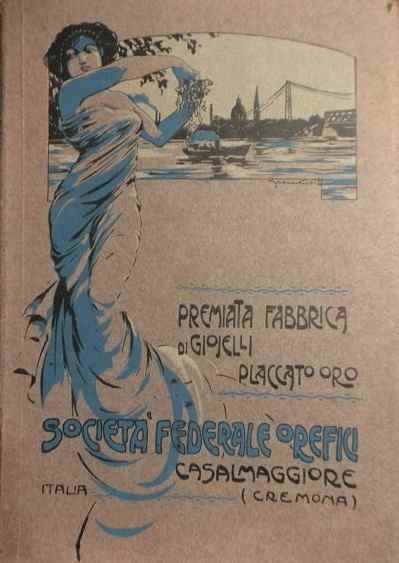 PREMIATA FABBRICA
DI GIOJELLI
PLACCATO ORO
SOCIETÀ FEDERALE OREFICI
CASALMAGGIORE
ITALIA
(CREMONA)